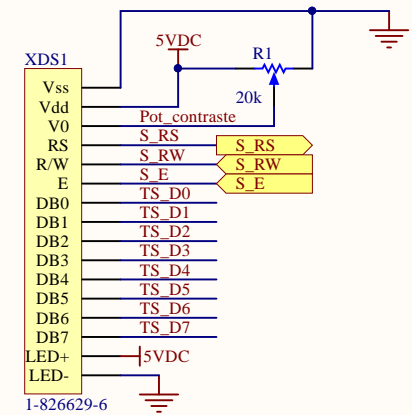 5VDC
XDS1
R1
Vss
Vdd
20k
V0
Pot_contraste
RS
S_RS
S_RS
R/W
S_RW
S_RW
E
S_E
S_E
DB0
TS_D0
DB1
TS_D1
DB2
TS_D2
DB3
TS_D3
DB4
TS_D4
DB5
TS_D5
DB6
TS_D6
DB7
TS_D7
LED+
5VDC
LED-
1-826629-6